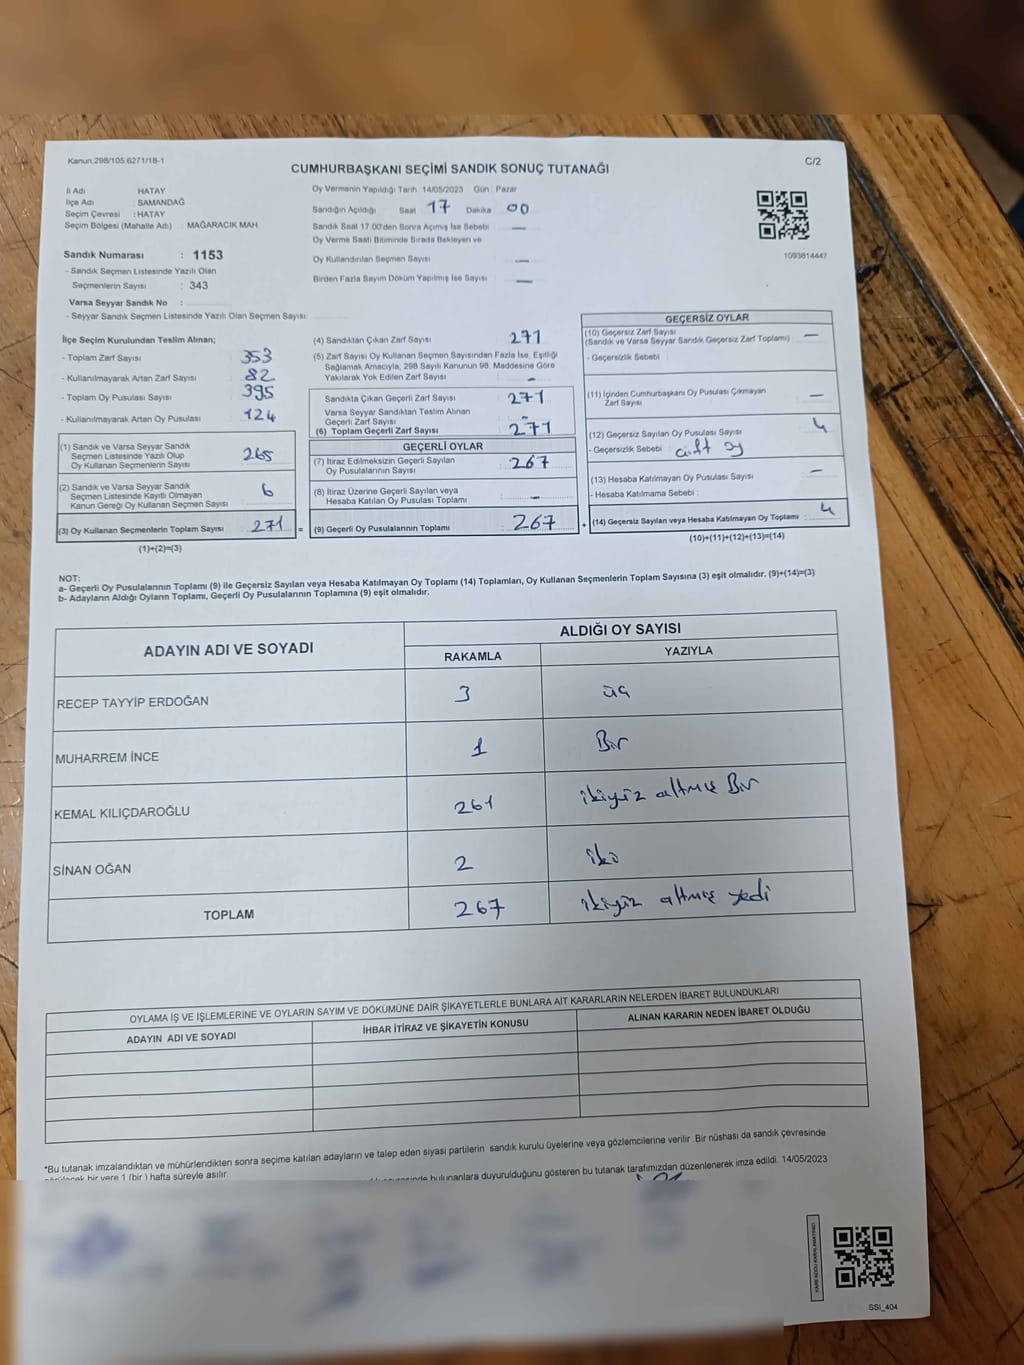 Kanun.298/105,6271/18-1
C/2
CUMHURBAŞKANI SEÇİMİ SANDIK SONUÇ TUTANAĞI
İl Adı HATAY
İlçe Adı : SAMANDAĞ
Seçim Çevresi : HATAY
Seçim Bölgesi (Mahalle Adı) : MAĞARACIK MAH
Sandık Numarası : 1153
- Sandık Seçmen Listesinde Yazılı Olan
Seçmenlerin Sayısı : 343
Varsa Seyyar Sandık No :
- Seyyar Sandık Seçmen Listesinde Yazılı Olan Seçmen Sayısı:
Oy Vermenin Yapıldığı Tarih 14/05/2023 Gün : Pazar
Sandığın Açıldığı Saat 17 Dakika 00
Sandık Saat 17.00'den Sonra Açılmış İse Sebebi —
Oy Verme Saati Bitiminde Sırada Bekleyen ve
Oy Kullandırılan Seçmen Sayısı —
Birden Fazla Sayım Döküm Yapılmış İse Sayısı —
1093814447
İlçe Seçim Kurulundan Teslim Alınan;
- Toplam Zarf Sayısı 353
- Kullanılmayarak Artan Zarf Sayısı 82
- Toplam Oy Pusulası Sayısı 395
- Kullanılmayarak Artan Oy Pusulası 124
(1) Sandık ve Varsa Seyyar Sandık
Seçmen Listesinde Yazılı Olup
Oy Kullanan Seçmenlerin Sayısı 265
(2) Sandık ve Varsa Seyyar Sandık
Seçmen Listesinde Kayıtlı Olmayan
Kanun Gereği Oy Kullanan Seçmen Sayısı 6
(3) Oy Kullanan Seçmenlerin Toplam Sayısı 271 =
(1)+(2)=(3)
(4) Sandıktan Çıkan Zarf Sayısı 271
(5) Zarf Sayısı Oy Kullanan Seçmen Sayısından Fazla İse, Eşitliği
Sağlamak Amacıyla; 298 Sayılı Kanunun 98. Maddesine Göre
Yakılarak Yok Edilen Zarf Sayısı —
Sandıkta Çıkan Geçerli Zarf Sayısı 271
Varsa Seyyar Sandıktan Teslim Alınan
Geçerli Zarf Sayısı —
(6) Toplam Geçerli Zarf Sayısı 271
GEÇERLİ OYLAR
(7) İtiraz Edilmeksizin Geçerli Sayılan
Oy Pusulalarının Sayısı 267
(8) İtiraz Üzerine Geçerli Sayılan veya
Hesaba Katılan Oy Pusulası Toplamı —
(9) Geçerli Oy Pusulalarının Toplamı 267 +
GEÇERSİZ OYLAR
(10) Geçersiz Zarf Sayısı —
(Sandık ve Varsa Seyyar Sandık Geçersiz Zarf Toplamı)
- Geçersizlik Sebebi :
(11) İçinden Cumhurbaşkanı Oy Pusulası Çıkmayan
Zarf Sayısı —
(12) Geçersiz Sayılan Oy Pusulası Sayısı 4
- Geçersizlik Sebebi : çift oy
(13) Hesaba Katılmayan Oy Pusulası Sayısı —
- Hesaba Katılmama Sebebi :
(14) Geçersiz Sayılan veya Hesaba Katılmayan Oy Toplamı : 4
(10)+(11)+(12)+(13)=(14)
NOT:
a- Geçerli Oy Pusulalarının Toplamı (9) ile Geçersiz Sayılan veya Hesaba Katılmayan Oy Toplamı (14) Toplamları, Oy Kullanan Seçmenlerin Toplam Sayısına (3) eşit olmalıdır. (9)+(14)=(3)
b- Adayların Aldığı Oyların Toplamı, Geçerli Oy Pusulalarının Toplamına (9) eşit olmalıdır.
ADAYIN ADI VE SOYADI
ALDIĞI OY SAYISI
RAKAMLA YAZIYLA
RECEP TAYYİP ERDOĞAN 3 üç
MUHARREM İNCE 1 Bir
KEMAL KILIÇDAROĞLU 261 ikiyüz altmış Bir
SİNAN OĞAN 2 iki
TOPLAM 267 ikiyüz altmış yedi
OYLAMA İŞ VE İŞLEMLERİNE VE OYLARIN SAYIM VE DÖKÜMÜNE DAİR ŞİKAYETLERLE BUNLARA AİT KARARLARIN NELERDEN İBARET BULUNDUKLARI
ADAYIN ADI VE SOYADI İHBAR İTİRAZ VE ŞİKAYETİN KONUSU ALINAN KARARIN NEDEN İBARET OLDUĞU
*Bu tutanak imzalandıktan ve mühürlendikten sonra seçime katılan adayların ve talep eden siyasi partilerin sandık kurulu üyelerine veya gözlemcilerine verilir. Bir nüshası da sandık çevresinde
bir yere 1 (bir) hafta süreyle asılır.
bulunanlara duyurulduğunu gösteren bu tutanak tarafımızdan düzenlenerek imza edildi. 14/05/2023
SSI_404